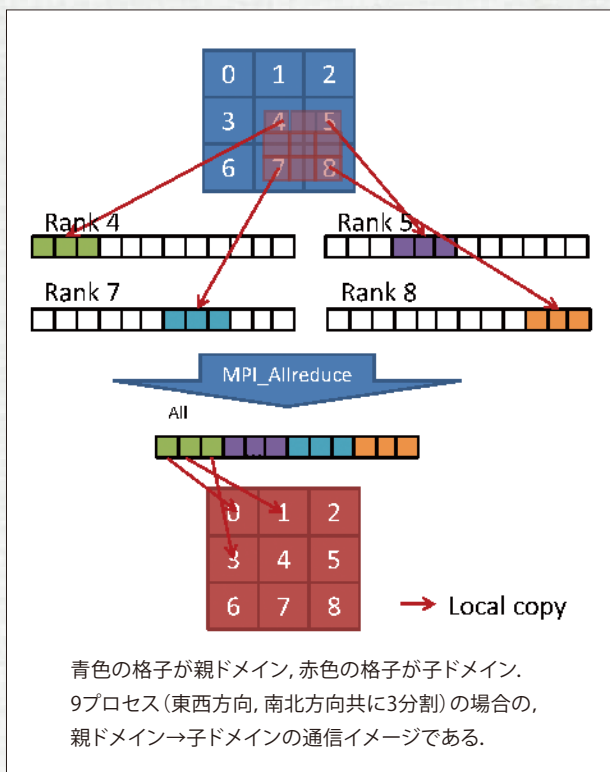 0 1 2
3 4 5
6 7 8
Rank 4
Rank 5
Rank 7
Rank 8
MPI_Allreduce
All
0 1 2
3 4 5
6 7 8
Local copy
青色の格子が親ドメイン, 赤色の格子が子ドメイン.
9プロセス(東西方向, 南北方向共に3分割)の場合の,
親ドメイン→子ドメインの通信イメージである.